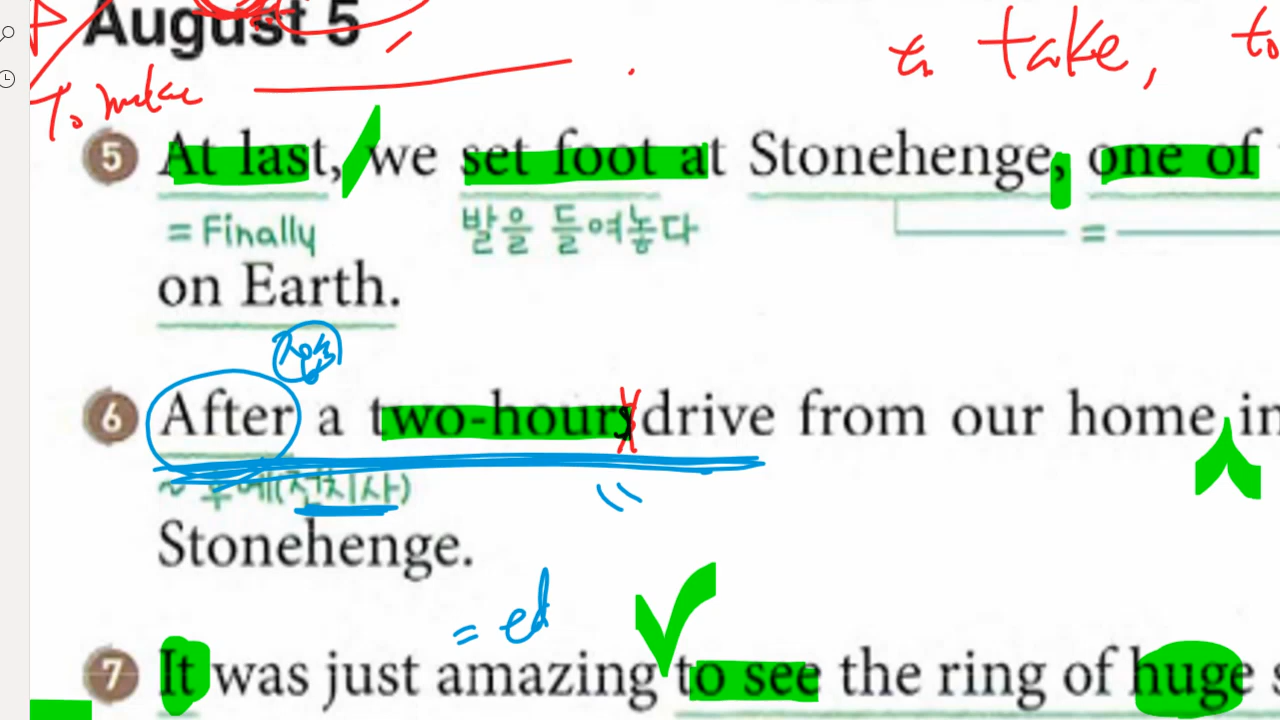 August 5
to take, to
To make
5 At last, we set foot at Stonehenge, one of
= Finally 발을 들여놓다 =
on Earth.
6 After a two-hours drive from our home in
~ 후에(전치사)
Stonehenge.
= ed
7 It was just amazing to see the ring of huge s